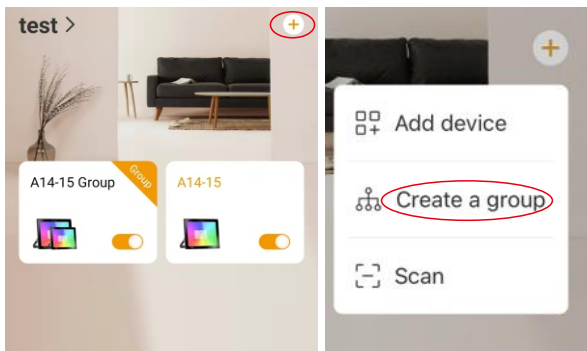 test >
A14-15 Group
Group
A14-15
Add device
Create a group
Scan